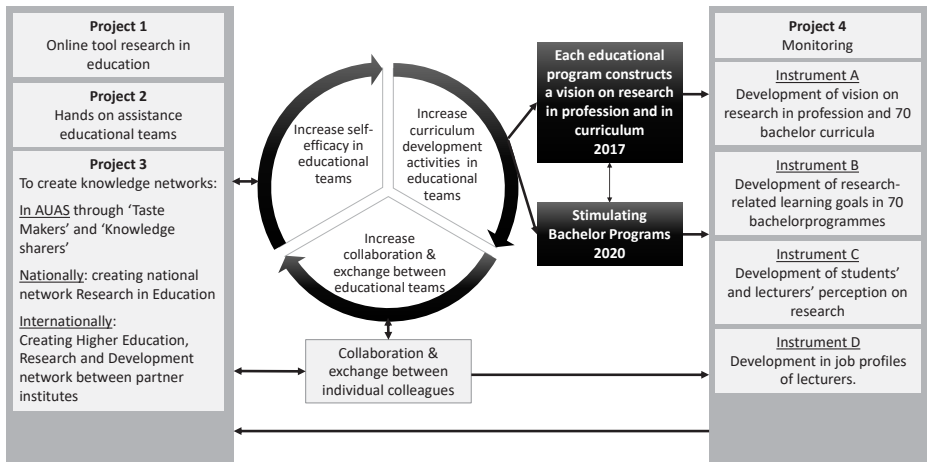 Project 1
Online tool research in
education
Project 2
Hands on assistance
educational teams
Project 3
To create knowledge networks:
In AUAS through ‘Taste
Makers’ and ‘Knowledge
sharers’
Nationally: creating national
network Research in Education
Internationally:
Creating Higher Education,
Research and Development
network between partner
institutes
Increase self-
efficacy in
educational
teams
Increase
curriculum
development
activities in
educational
teams
Increase
collaboration &
exchange between
educational teams
Collaboration &
exchange between
individual colleagues
Each educational
program constructs
a vision on research
in profession and in
curriculum
2017
Stimulating
Bachelor Programs
2020
Project 4
Monitoring
Instrument A
Development of vision on
research in profession and 70
bachelor curricula
Instrument B
Development of research-
related learning goals in 70
bachelorprogrammes
Instrument C
Development of students’
and lecturers’ perception on
research
Instrument D
Development in job profiles
of lecturers.